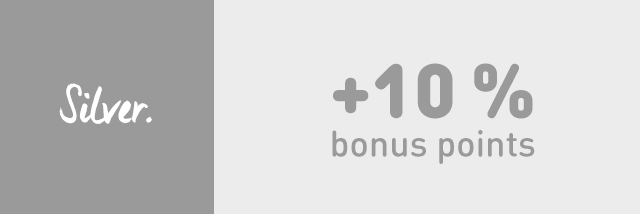 Silver.
+10 %
bonus points